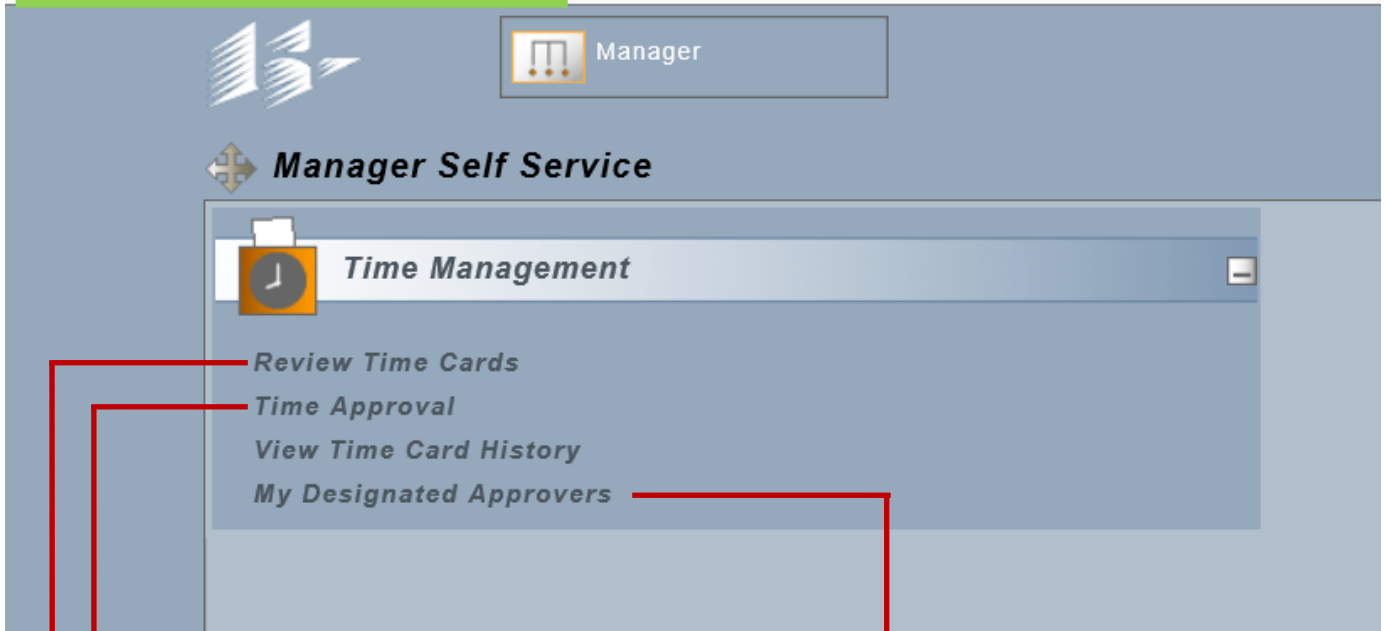 Manager
Manager Self Service
Time Management
Review Time Cards
Time Approval
View Time Card History
My Designated Approvers